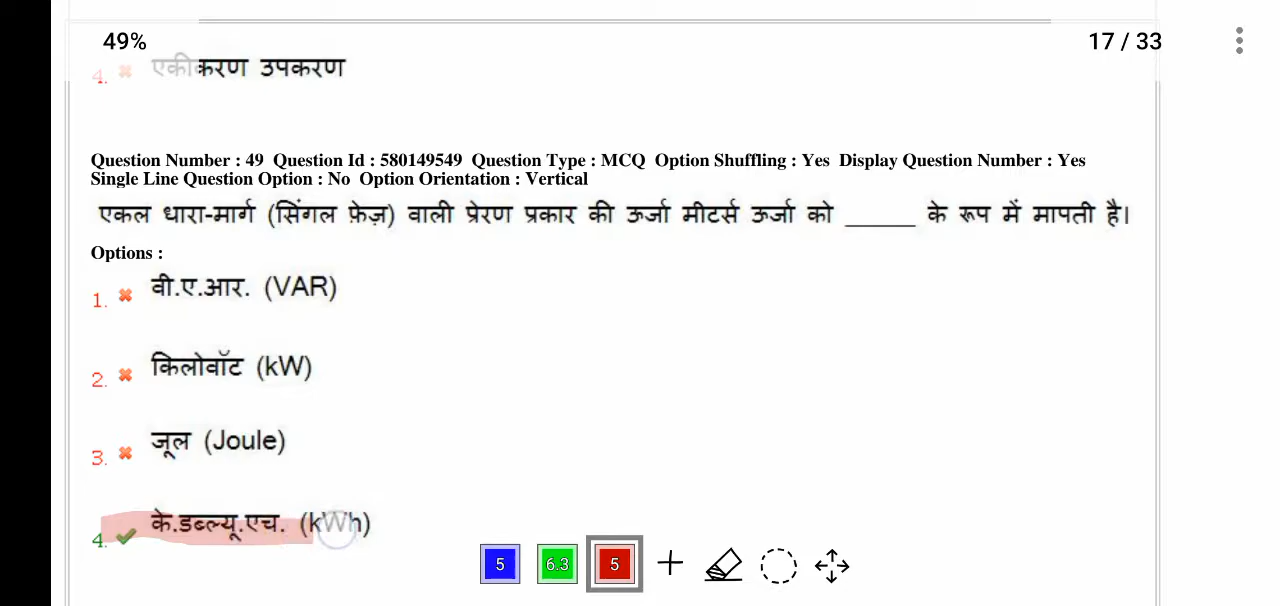 49%
17 / 33
4. एकीकरण उपकरण
Question Number : 49 Question Id : 580149549 Question Type : MCQ Option Shuffling : Yes Display Question Number : Yes
Single Line Question Option : No Option Orientation : Vertical
एकल धारा-मार्ग (सिंगल फ़ेज़) वाली प्रेरण प्रकार की ऊर्जा मीटर्स ऊर्जा को ______ के रूप में मापती है।
Options :
1. वी.ए.आर. (VAR)
2. किलोवॉट (kW)
3. जूल (Joule)
4. के.डब्ल्यू.एच. (kWh)
5 6.3 5